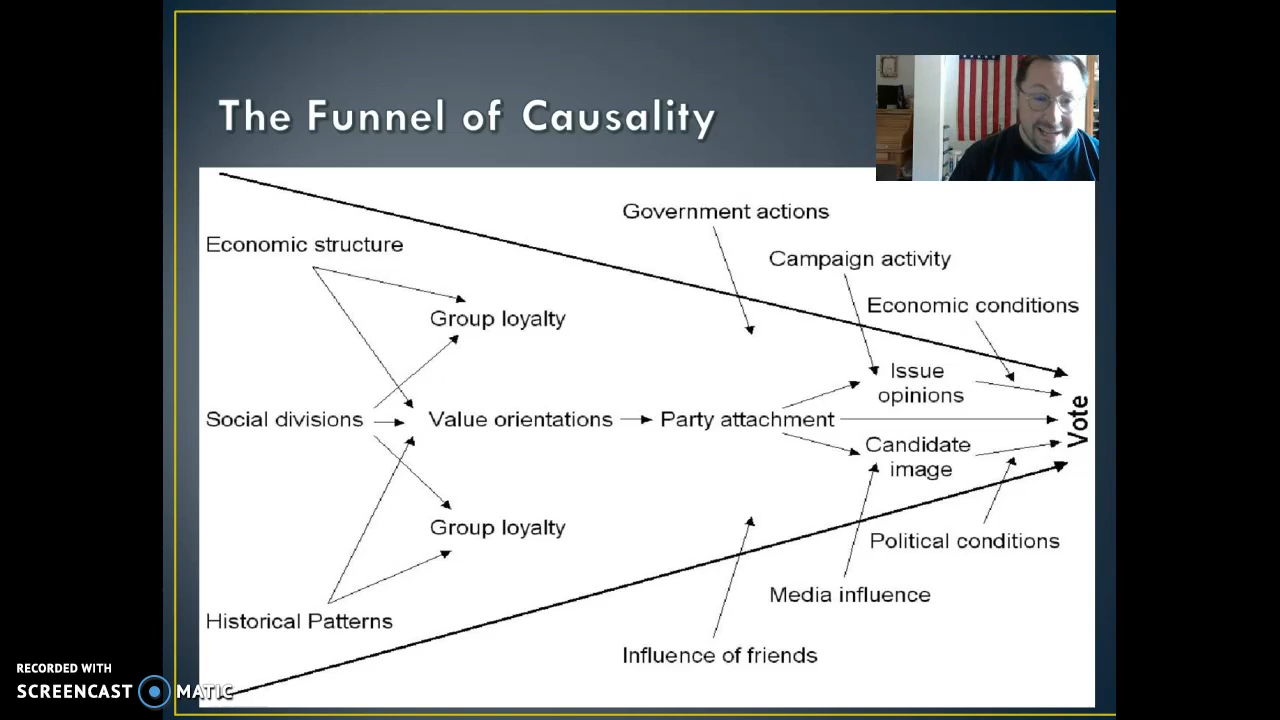 The Funnel of Causality
Government actions
Economic structure
Campaign activity
Economic conditions
Group loyalty
Issue
opinions
Social divisions
Value orientations
Party attachment
Vote
Candidate
image
Group loyalty
Political conditions
Media influence
Historical Patterns
Influence of friends
RECORDED WITH
SCREENCAST MATIC